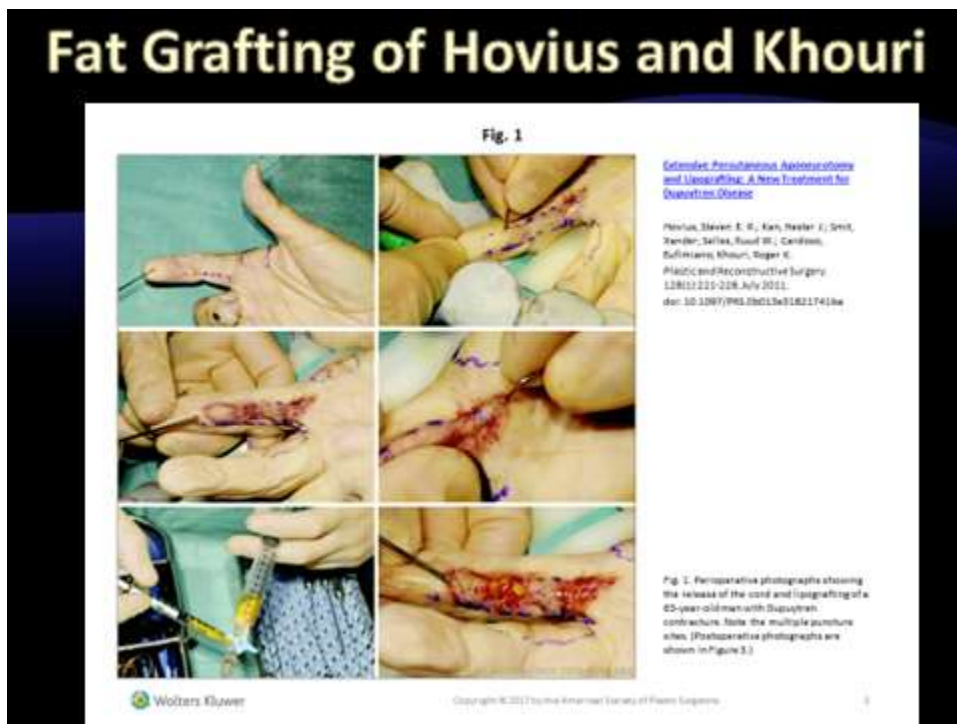 Fat Grafting of Hovius and Khouri
Fig. 1
Extensive Percutaneous Aponeurotomy
and Lipografting: A New Treatment for
Dupuytren Disease
Hovius, Steven E. R.; Kan, Hester J.; Smit,
Xander; Selles, Ruud W.; Cardoso,
Eufimiano; Khouri, Roger K.
Plastic and Reconstructive Surgery.
128(1):221-228, July 2011.
doi:
Fig. 1. Perioperative photographs showing
the release of the cord and lipografting of a
-year-old man with Dupuytren
contracture. Note the multiple puncture
sites. (Postoperative photographs are
shown in Figure 3.)
Wolters Kluwer
Copyright © 2017 by the American Society of Plastic Surgeons